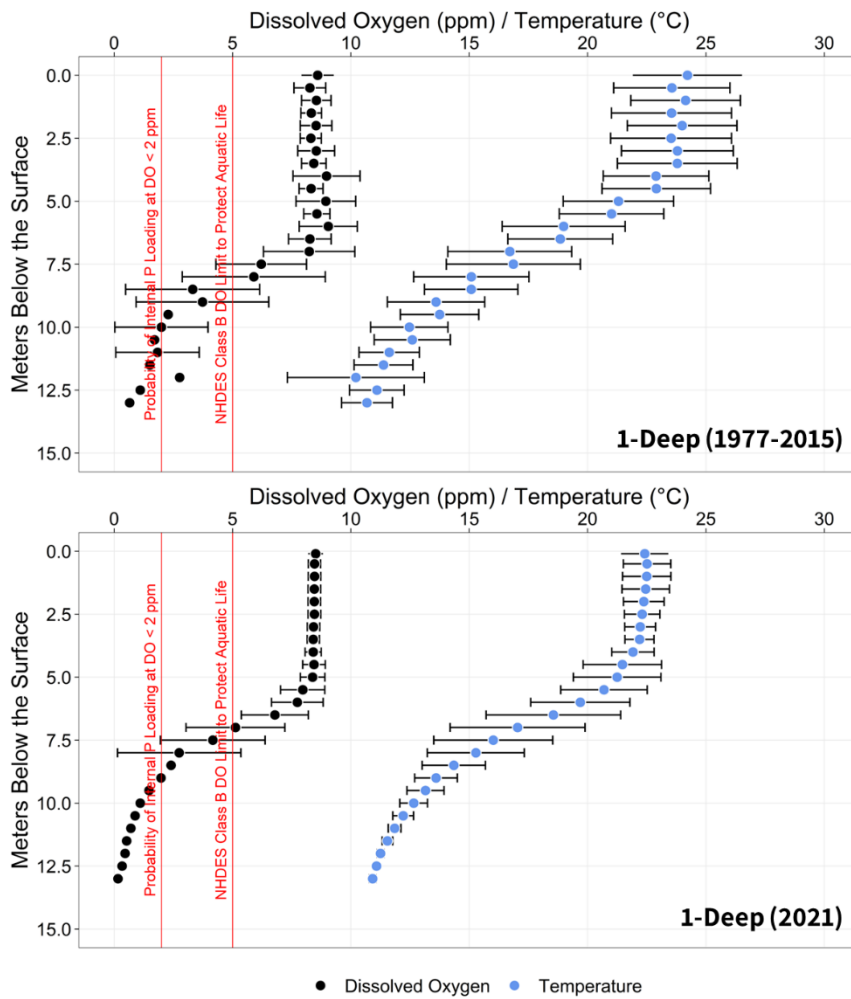 Dissolved Oxygen (ppm) / Temperature (°C)
0 5 10 15 20 25 30
Meters Below the Surface
0.0
2.5
5.0
7.5
10.0
12.5
15.0
Probability of Internal P Loading at DO < 2 ppm
NHDES Class B DO Limit to Protect Aquatic Life
1-Deep (1977-2015)
Dissolved Oxygen (ppm) / Temperature (°C)
0 5 10 15 20 25 30
Meters Below the Surface
0.0
2.5
5.0
7.5
10.0
12.5
15.0
Probability of Internal P Loading at DO < 2 ppm
NHDES Class B DO Limit to Protect Aquatic Life
1-Deep (2021)
Dissolved Oxygen Temperature